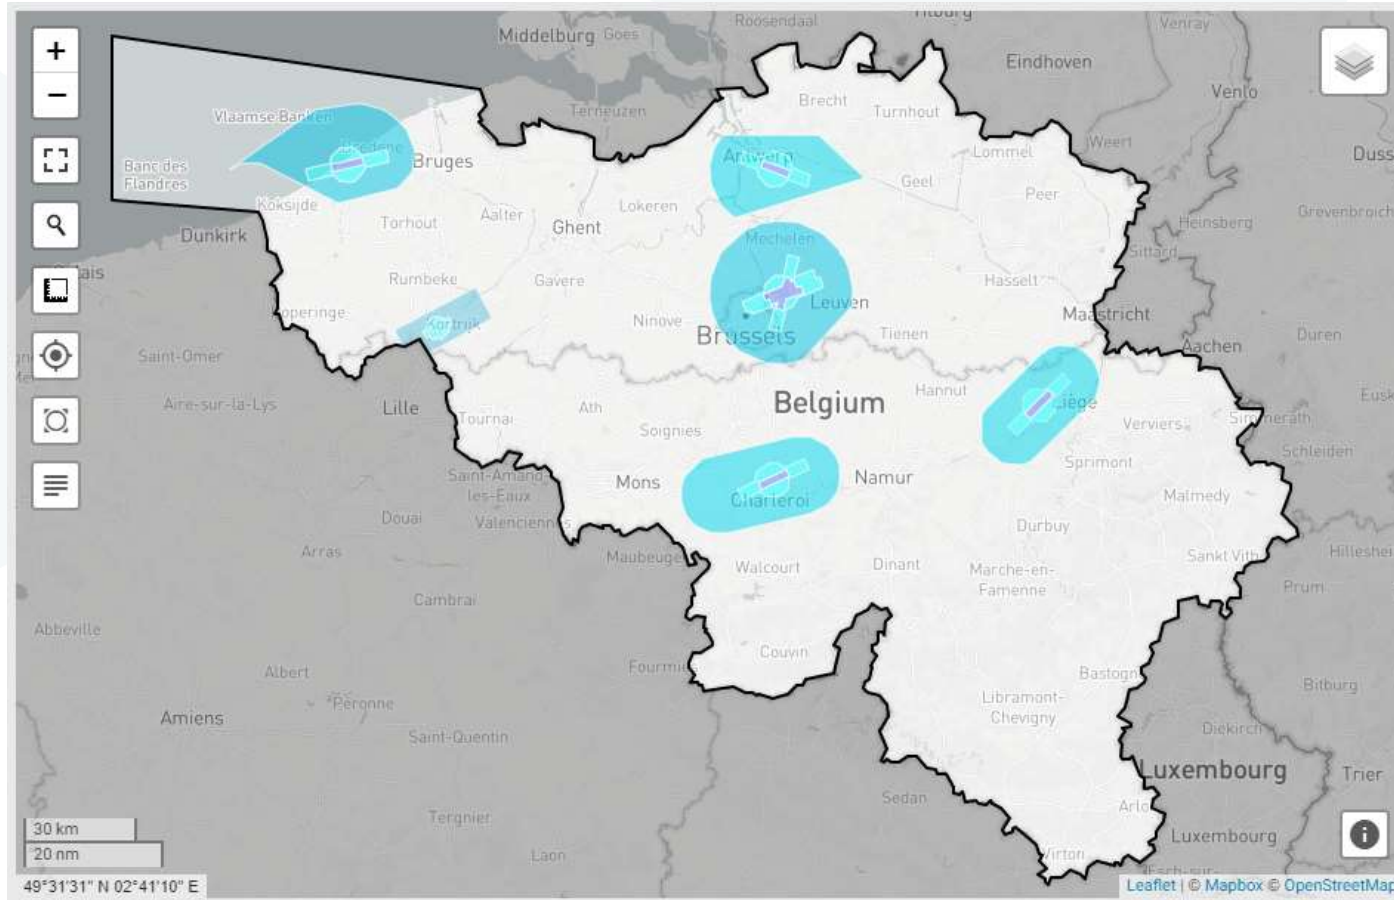 Roosendaal
Tilburg
Venray
Middelburg
Goes
Eindhoven
Venlo
Brecht
Turnhout
Terneuzen
Vlaamse Banken
Weert
Bredene
Bruges
Antwerp
Lommel
Banc des
Flandres
Geel
Peer
Koksijde
Lokeren
Aalter
Torhout
Ghent
Heinsberg
Grevenbroich
Dunkirk
Mechelen
Sittard
Rumbeke
Gavere
Hasselt
Leuven
Maastricht
Kortrijk
Ninove
Brussels
Tienen
Duren
Saint-Omer
Aachen
Belgium
Hannut
Aire-sur-la-Lys
Lille
Ath
Liège
Tournai
Soignies
Verviers
Simmerath
Schleiden
Sprimont
Saint-Amand-
les-Eaux
Mons
Namur
Charleroi
Malmedy
Douai
Valenciennes
Durbuy
Arras
Maubeuge
Walcourt
Dinant
Marche-en-
Famenne
Sankt Vith
Prum
Cambrai
Abbeville
Couvin
Albert
Bitburg
Péronne
Libramont-
Chevigny
Amiens
Saint-Quentin
Diekirch
Luxembourg
Trier
Sedan
Tergnier
30 km
20 nm
Luxembourg
Laon
49°31'31" N 02°41'10" E
Leaflet | © Mapbox © OpenStreetMap